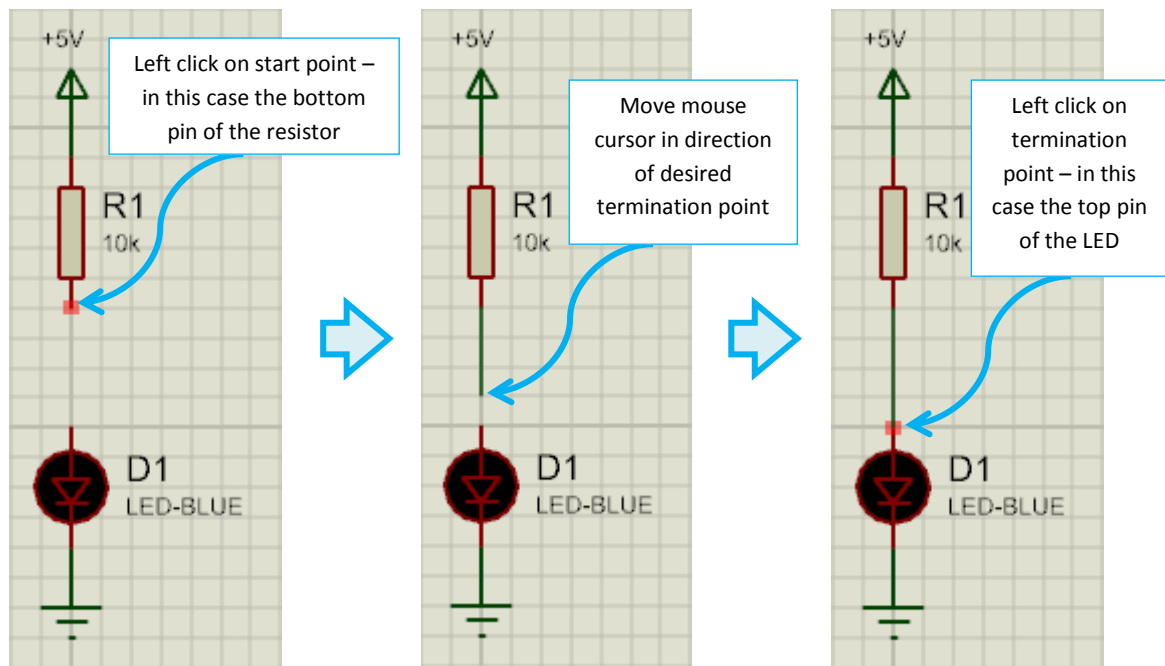 +5V
Left click on start point –
in this case the bottom
pin of the resistor
R1
10k
D1
LED-BLUE
+5V
Move mouse
cursor in direction
of desired
termination point
R1
10k
D1
LED-BLUE
+5V
Left click on
termination
point – in this
case the top pin
of the LED
R1
10k
D1
LED-BLUE